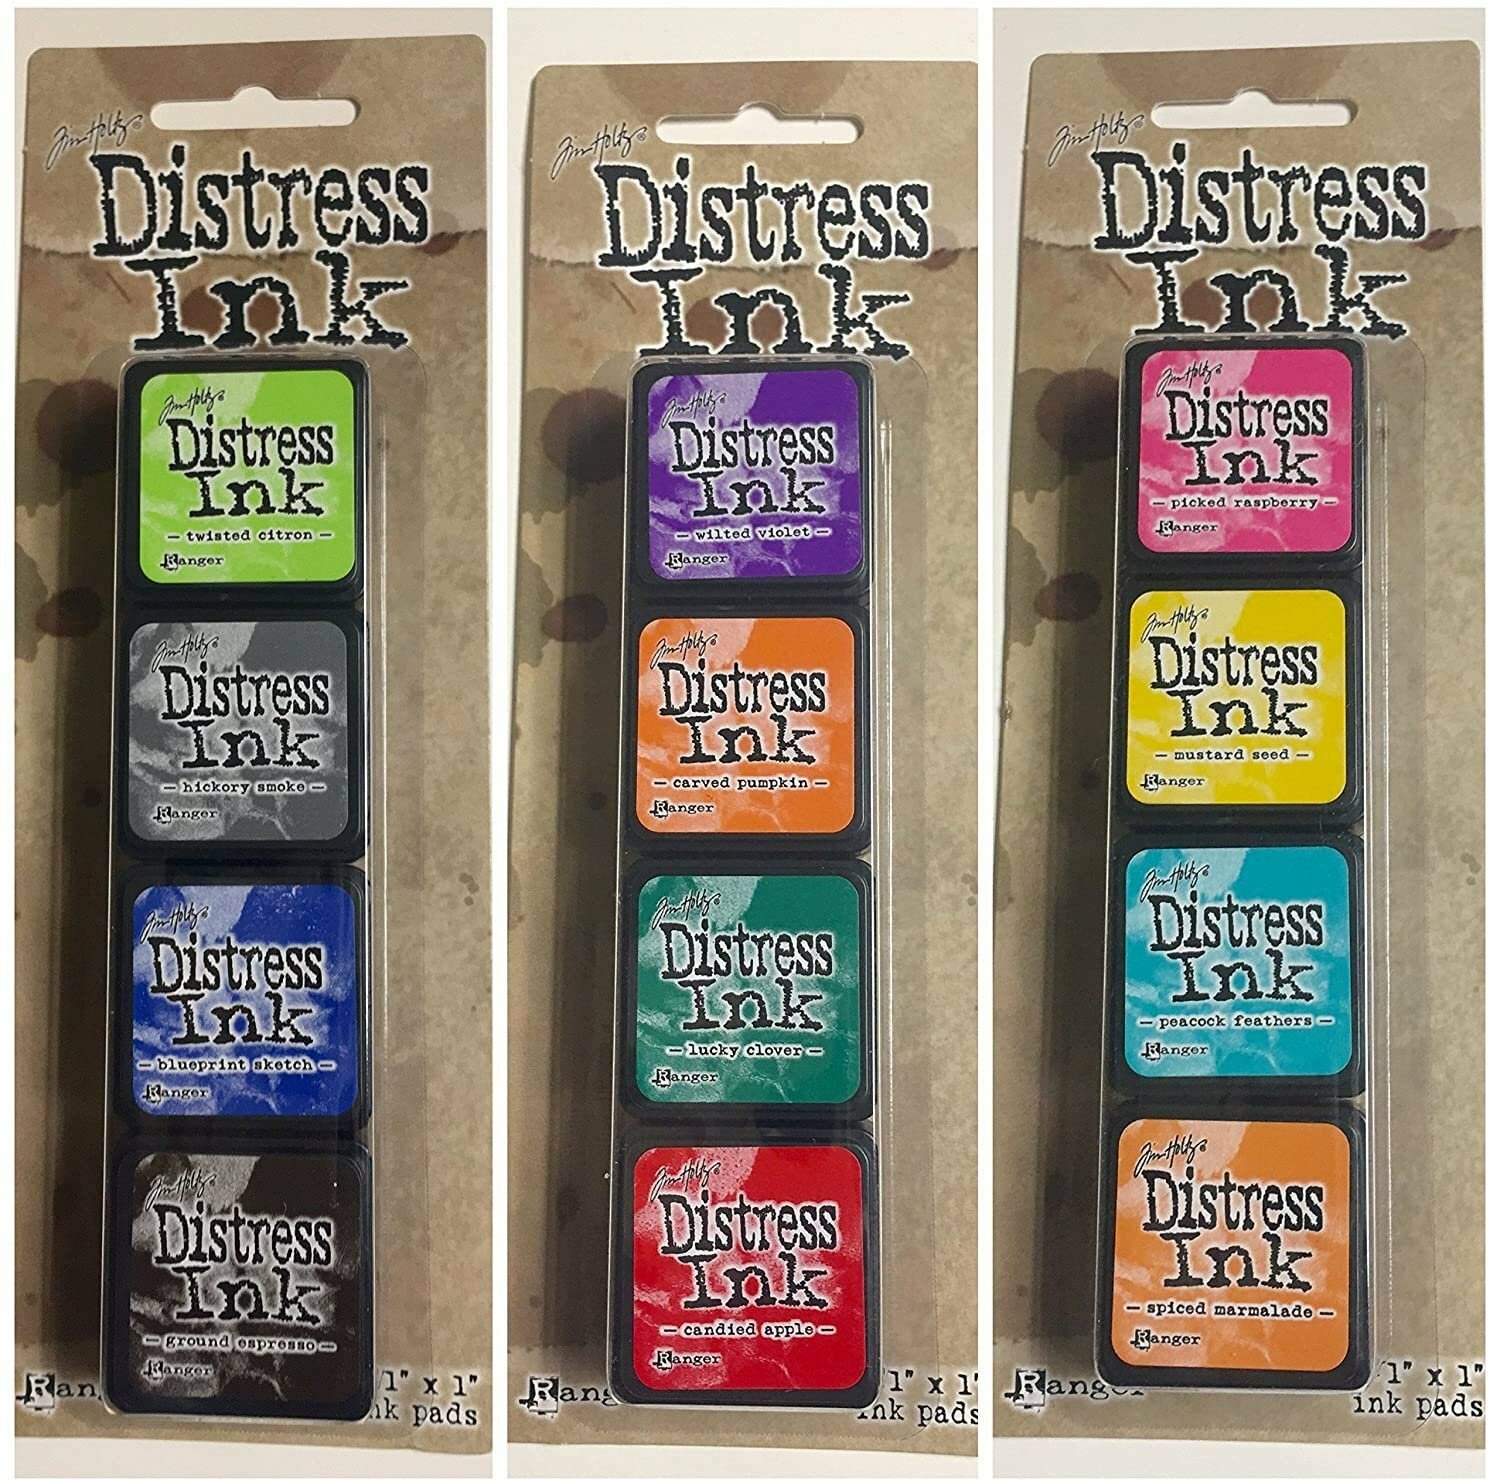 Tim Holtz®
Distress
Ink
Tim Holtz®
Distress
Ink
— twisted citron —
Ranger
Tim Holtz®
Distress
Ink
— hickory smoke —
Ranger
Tim Holtz®
Distress
Ink
— blueprint sketch —
Ranger
Tim Holtz®
Distress
Ink
— ground espresso —
Ranger
1" x 1"
ink pads
Tim Holtz®
Distress
Ink
Tim Holtz®
Distress
Ink
— wilted violet —
Ranger
Tim Holtz®
Distress
Ink
— carved pumpkin —
Ranger
Tim Holtz®
Distress
Ink
— lucky clover —
Ranger
Tim Holtz®
Distress
Ink
— candied apple —
Ranger
Ranger 1" x 1"
ink pads
Tim Holtz®
Distress
Ink
Tim Holtz®
Distress
Ink
— picked raspberry —
Ranger
Tim Holtz®
Distress
Ink
— mustard seed —
Ranger
Tim Holtz®
Distress
Ink
— peacock feathers —
Ranger
Tim Holtz®
Distress
Ink
— spiced marmalade —
Ranger
Ranger 1" x 1"
ink pads